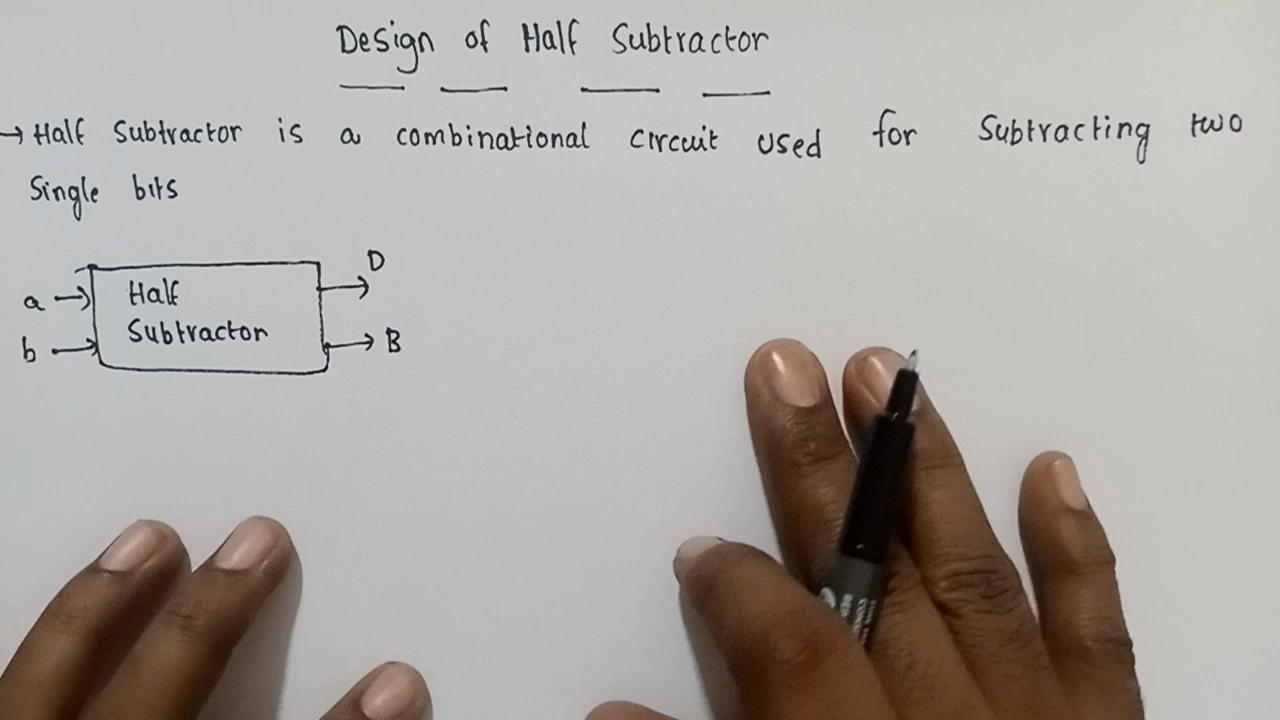 Design of Half Subtractor
→ Half Subtractor is a combinational circuit used for Subtracting two
Single bits
D
a → Half
Subtractor
b → B